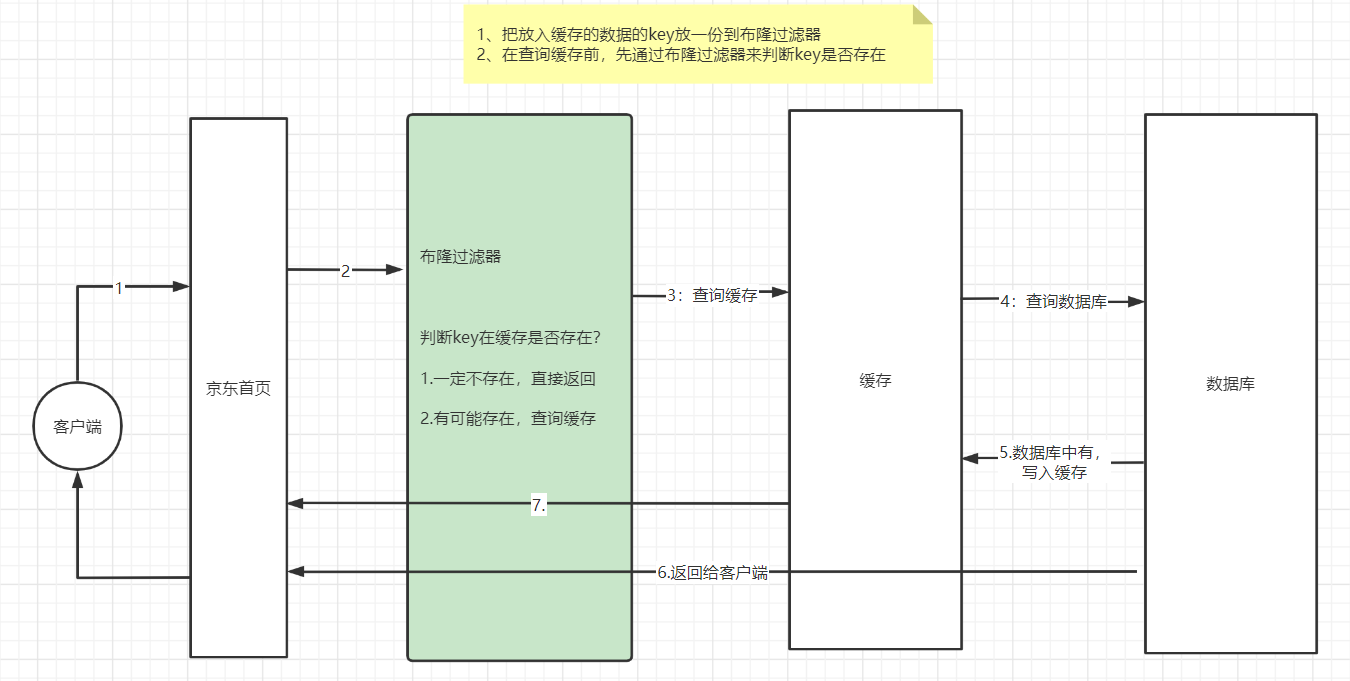 1、把放入缓存的数据的key放一份到布隆过滤器
2、在查询缓存前，先通过布隆过滤器来判断key是否存在
布隆过滤器
2
1
3：查询缓存
4：查询数据库
判断key在缓存是否存在?
1.一定不存在，直接返回
缓存
数据库
京东首页
2.有可能存在，查询缓存
客户端
5.数据库中有，
写入缓存
7.
6.返回给客户端